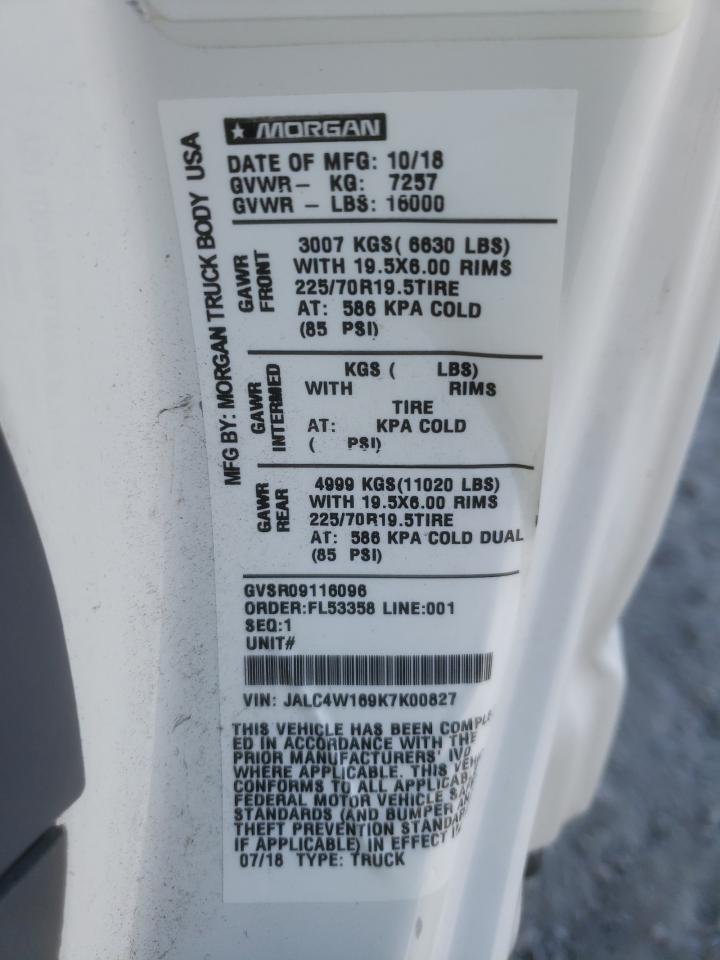 MFG BY: MORGAN TRUCK BODY USA
MORGAN
DATE OF MFG: 10/18
GVWR- KG: 7257
GVWR - LBS: 16000
GAWR FRONT
3007 KGS( 6630 LBS)
WITH 19.5X6.00 RIMS
225/70R19.5TIRE
AT: 586 KPA COLD
(85 PSI)
GAWR INTERMED
KGS ( LBS)
WITH RIMS
TIRE
AT: KPA COLD
( PSI)
GAWR REAR
4999 KGS(11020 LBS)
WITH 19.5X6.00 RIMS
225/70R19.5TIRE
AT: 586 KPA COLD DUAL
(85 PSI)
GVSR09116096
ORDER:FL53358 LINE:001
SEQ:1
UNIT#
VIN: JALC4W169K7K00827
THIS VEHICLE HAS BEEN COMPLE
ED IN ACCORDANCE WITH THE
PRIOR MANUFACTURERS' IVD
WHERE APPLICABLE. THIS VEH
CONFORMS TO ALL APPLICAB
FEDERAL MOTOR VEHICLE SAF
STANDARDS (AND BUMPER AN
THEFT PREVENTION STANDA
IF APPLICABLE) IN EFFECT I
07/18 TYPE: TRUCK